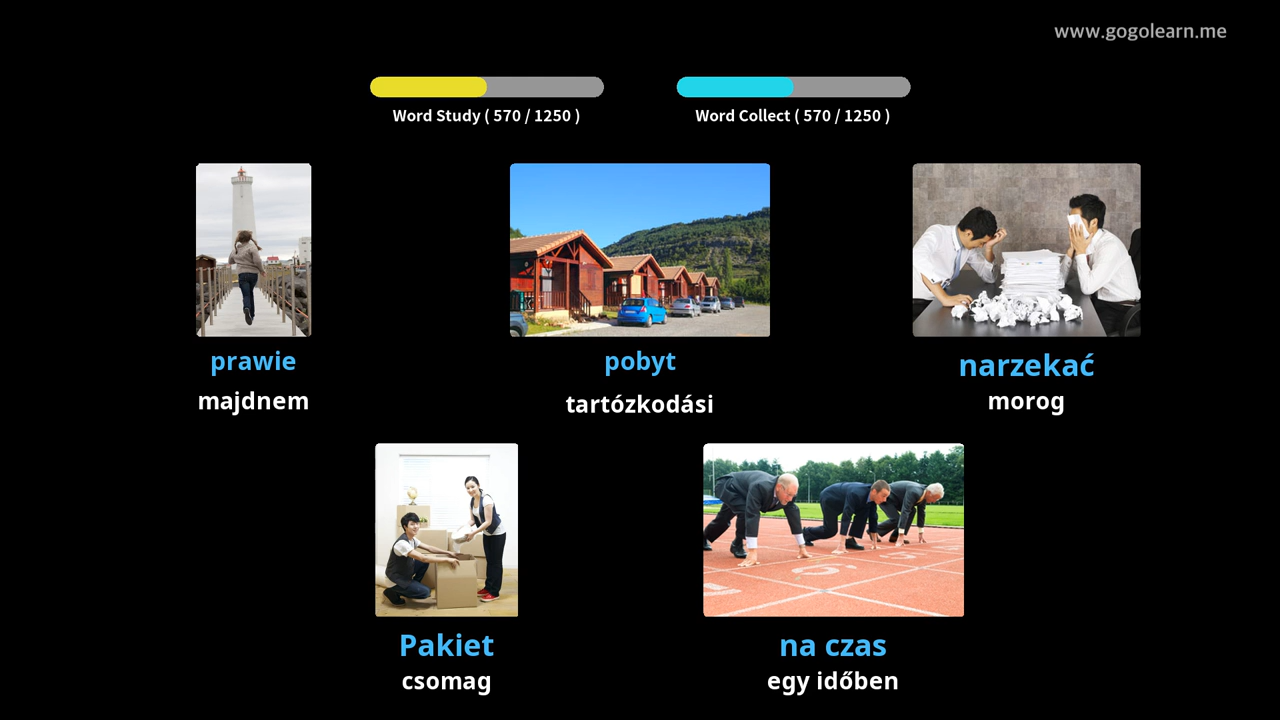 www.gogolearn.me
Word Study ( 570 / 1250 )
Word Collect ( 570 / 1250 )
prawie
majdnem
pobyt
tartózkodási
narzekać
morog
Pakiet
csomag
na czas
egy időben